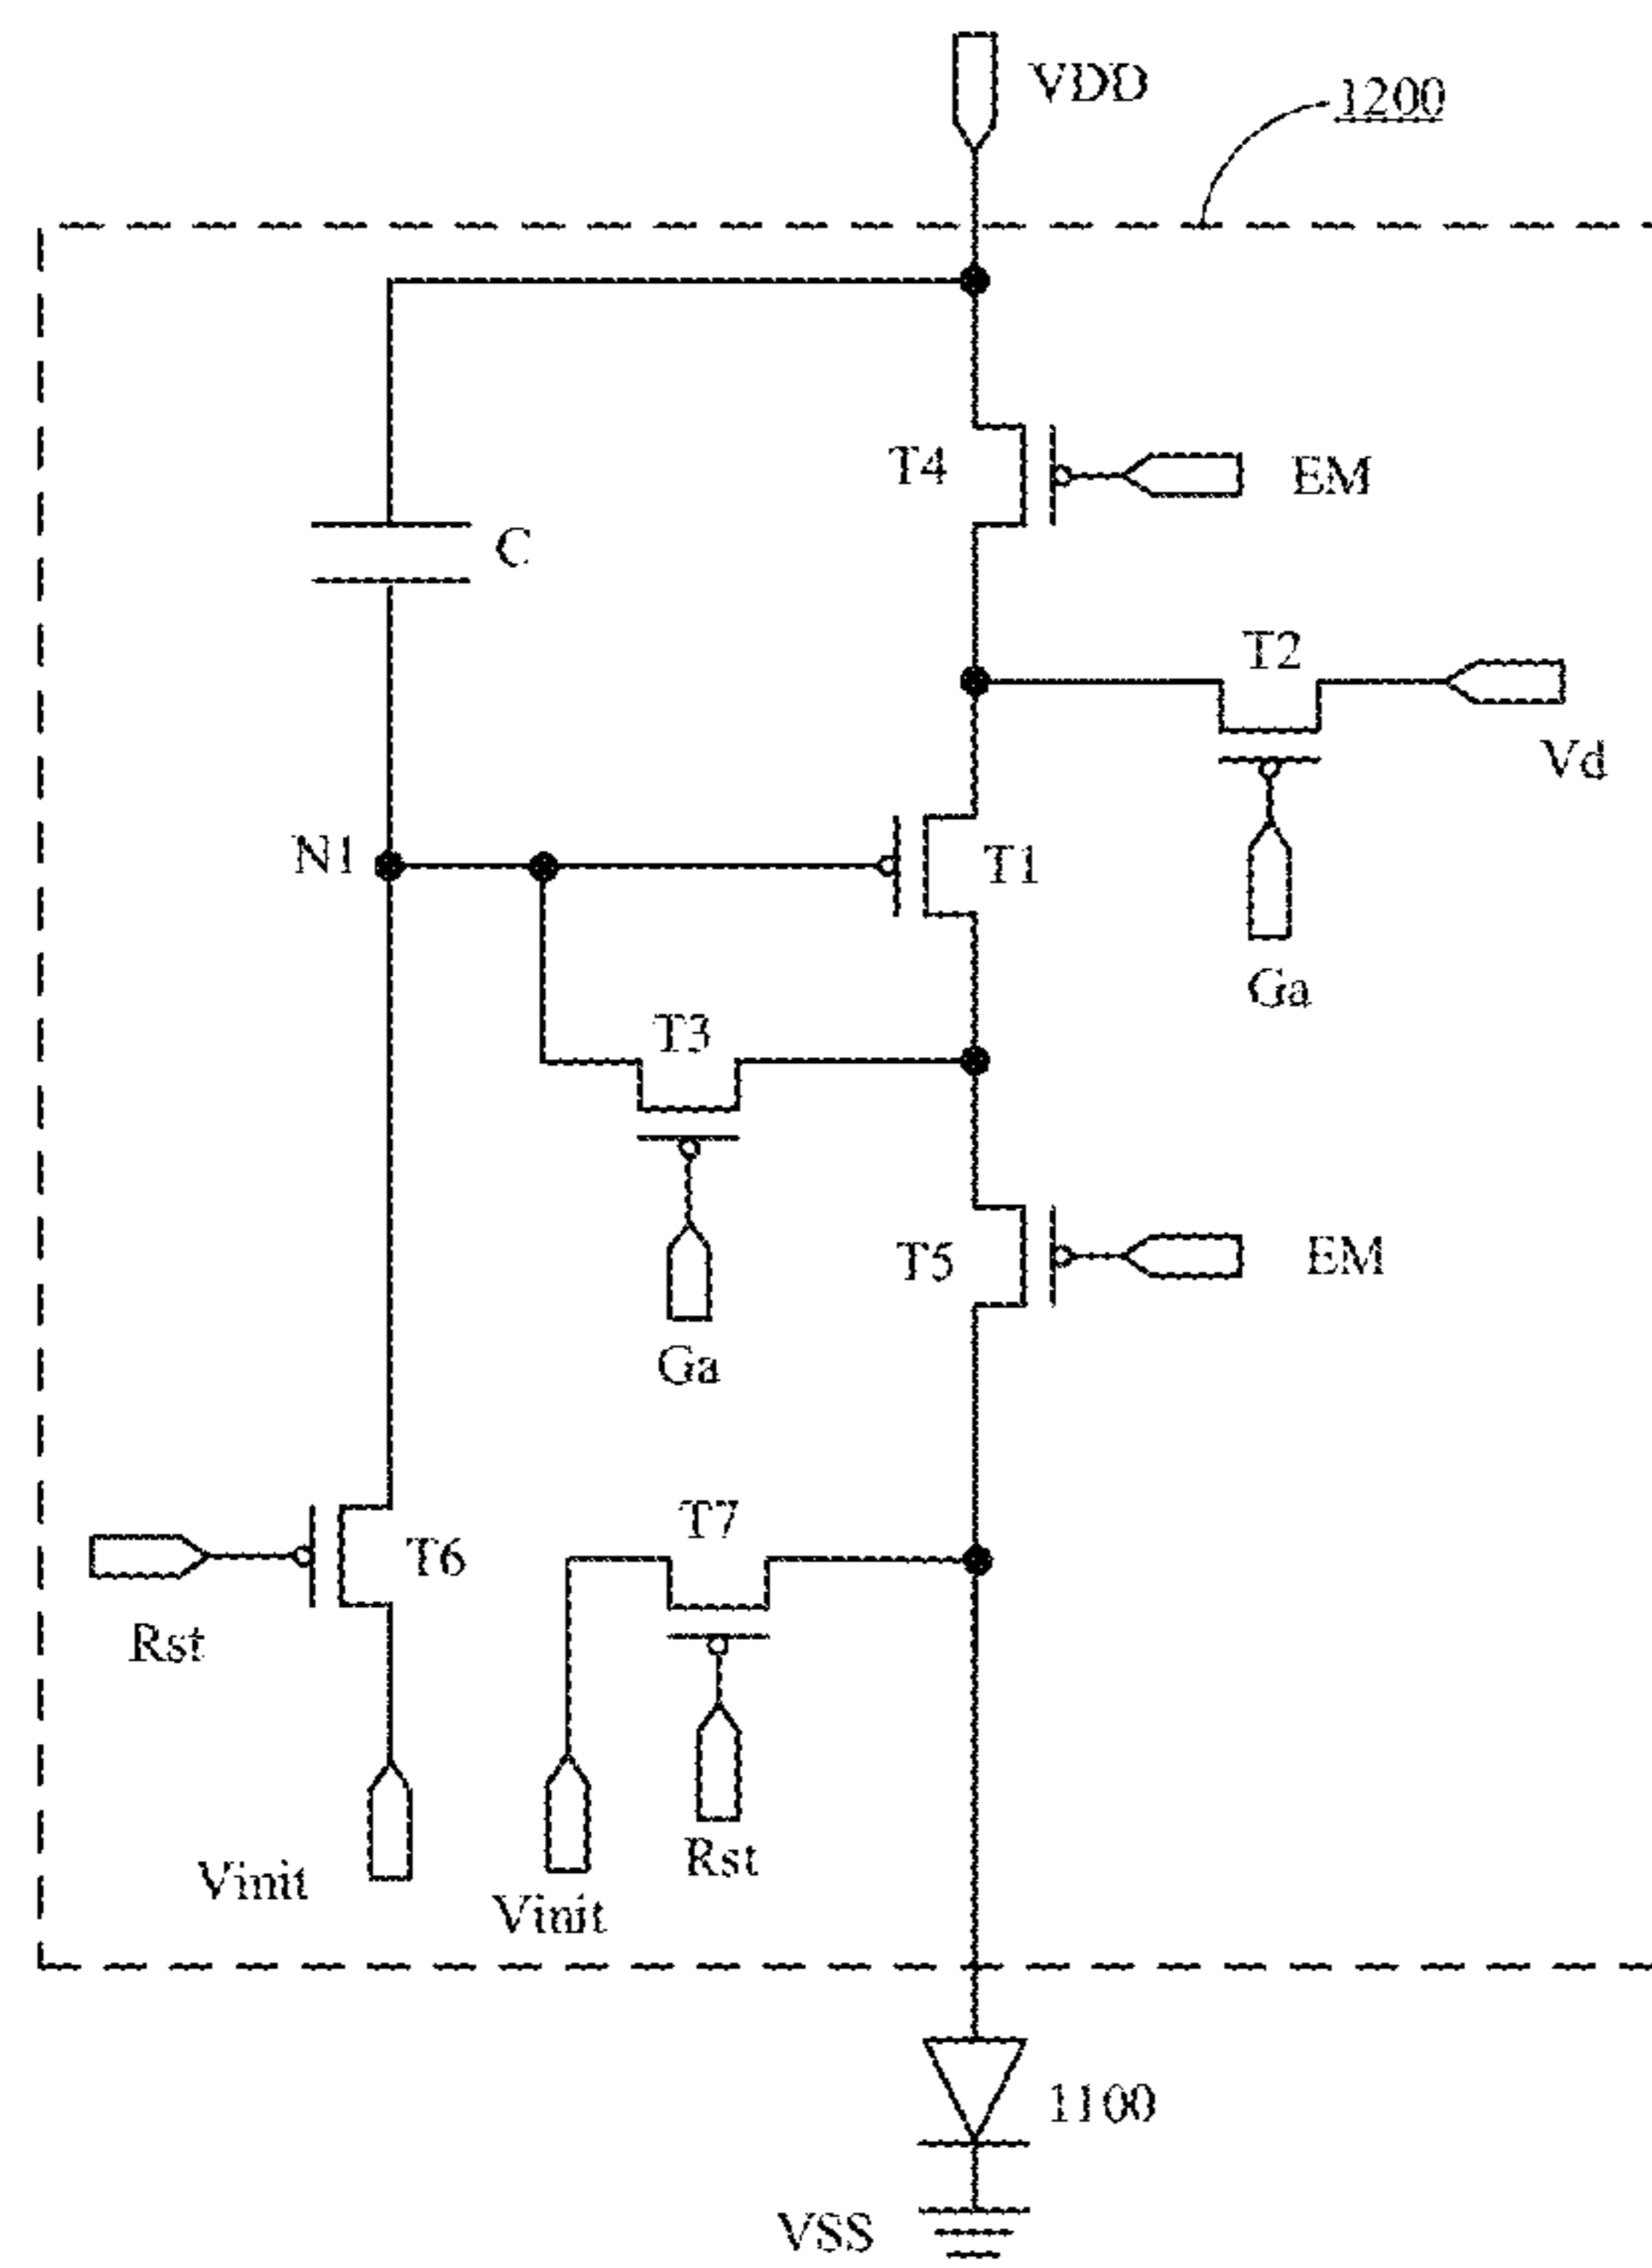 VDD
1200
T4
EM
C
T2
Vd
N1
T1
Ga
T3
T5
EM
Ga
T7
T6
Rst
Rst
Vinit
Vinit
1100
VSS